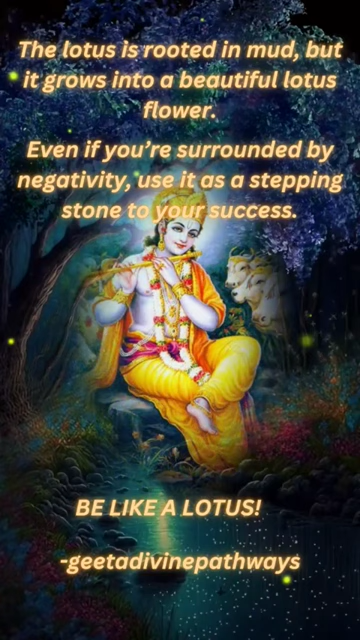 The lotus is rooted in mud, but
it grows into a beautiful lotus
flower.
Even if you’re surrounded by
negativity, use it as a stepping
stone to your success.
BE LIKE A LOTUS!
-geetadivinepathways